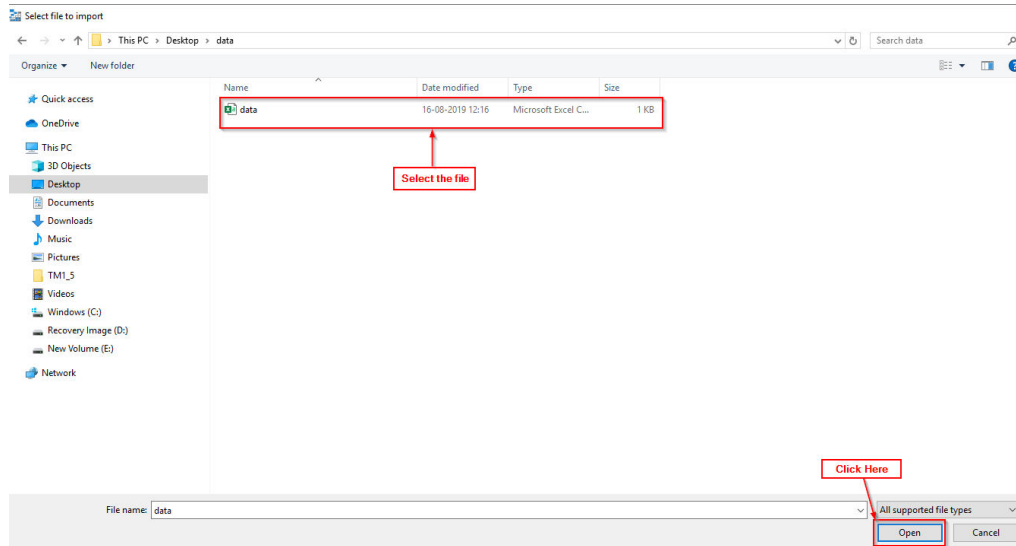 Select file to import
This PC > Desktop > data
Search data
Organize
New folder
Name
Date modified
Type
Size
data
16-08-2019 12:16
Microsoft Excel C...
1 KB
Select the file
Quick access
OneDrive
This PC
3D Objects
Desktop
Documents
Downloads
Music
Pictures
TM1_5
Videos
Windows (C:)
Recovery Image (D:)
New Volume (E:)
Network
Click Here
File name: data
All supported file types
Open
Cancel